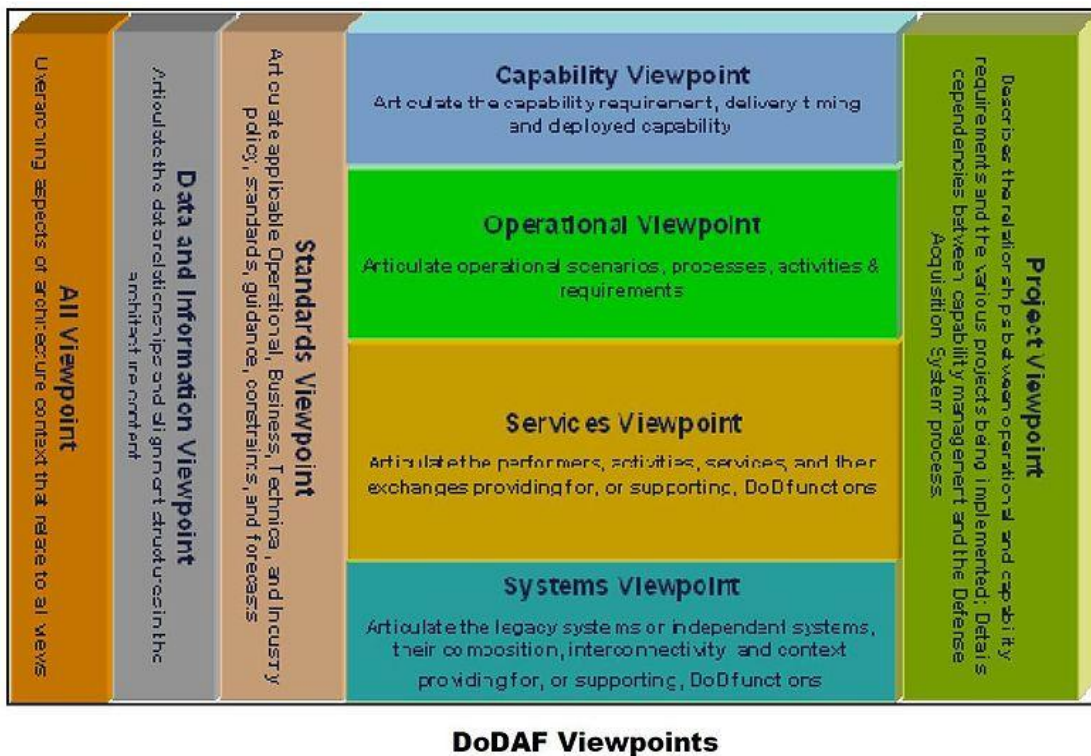 All Viewpoint
Overarching aspects of architecture context that relate to all views
Data and Information Viewpoint
Articulate the data relationships and alignment structures in the
architecture content
Standards Viewpoint
Articulate applicable Operational, Business, Technical, and Industry
policy, standards, guidance, constraints, and forecasts
Capability Viewpoint
Articulate the capability requirement, delivery timing
and deployed capability
Operational Viewpoint
Articulate operational scenarios, processes, activities &
requirements
Services Viewpoint
Articulate the performers, activities, services, and their
exchanges providing for, or supporting, DoD functions
Systems Viewpoint
Articulate the legacy systems or independent systems,
their composition, interconnectivity, and context
providing for, or supporting, DoD functions
Project Viewpoint
Describes the relationships between operational and capability
requirements and the various projects being implemented; Details
dependencies between capability management and the Defense
Acquisition System process.
DoDAF Viewpoints